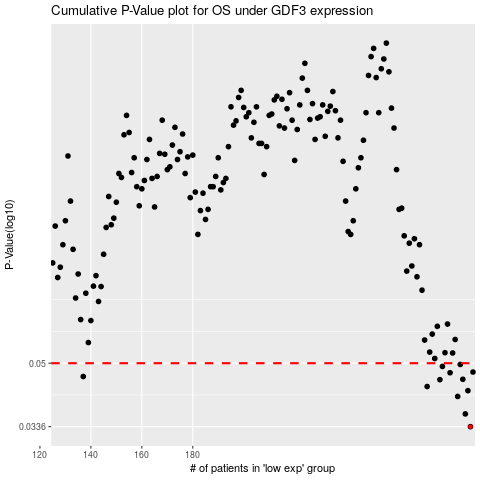 Cumulative P-Value plot for OS under GDF3 expression
P-Value(log10)
0.05
0.0336
120 140 160 180
# of patients in 'low exp' group